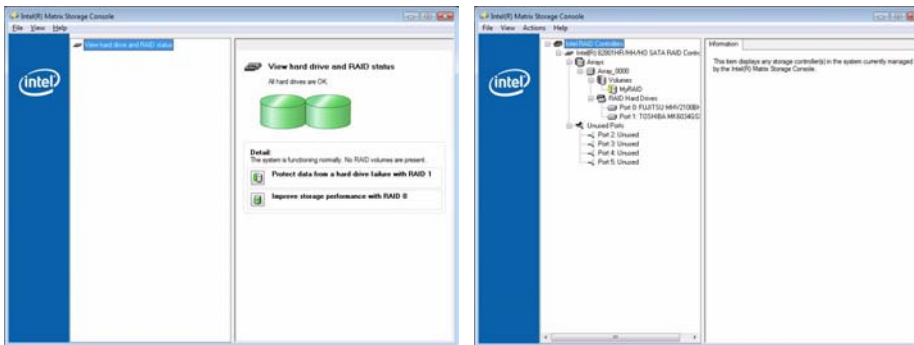 Intel(R) Matrix Storage Console
File View Help
View hard drive and RAID status
intel
View hard drive and RAID status
All hard drives are OK.
Detail:
The system is functioning normally. No RAID volumes are present.
Protect data from a hard drive failure with RAID 1
Improve storage performance with RAID 0
Intel(R) Matrix Storage Console
File View Actions Help
intel
Intel RAID Controllers
Intel(R) 82801HR/HH/HO SATA RAID Contr
Arrays
Array_0000
Volumes
MyRAID
RAID Hard Drives
Port 0: FUJITSU MHV2100BH
Port 1: TOSHIBA MK6034GS
Unused Ports
Port 2: Unused
Port 3: Unused
Port 4: Unused
Port 5: Unused
Information
This item displays any storage controller(s) in the system currently managed
by the Intel(R) Matrix Storage Console.